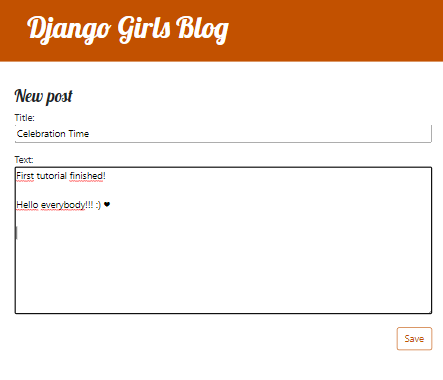 Django Girls Blog
New post
Title:
Celebration Time
Text:
First tutorial finished!
Hello everybody!!! :) ♥
Save